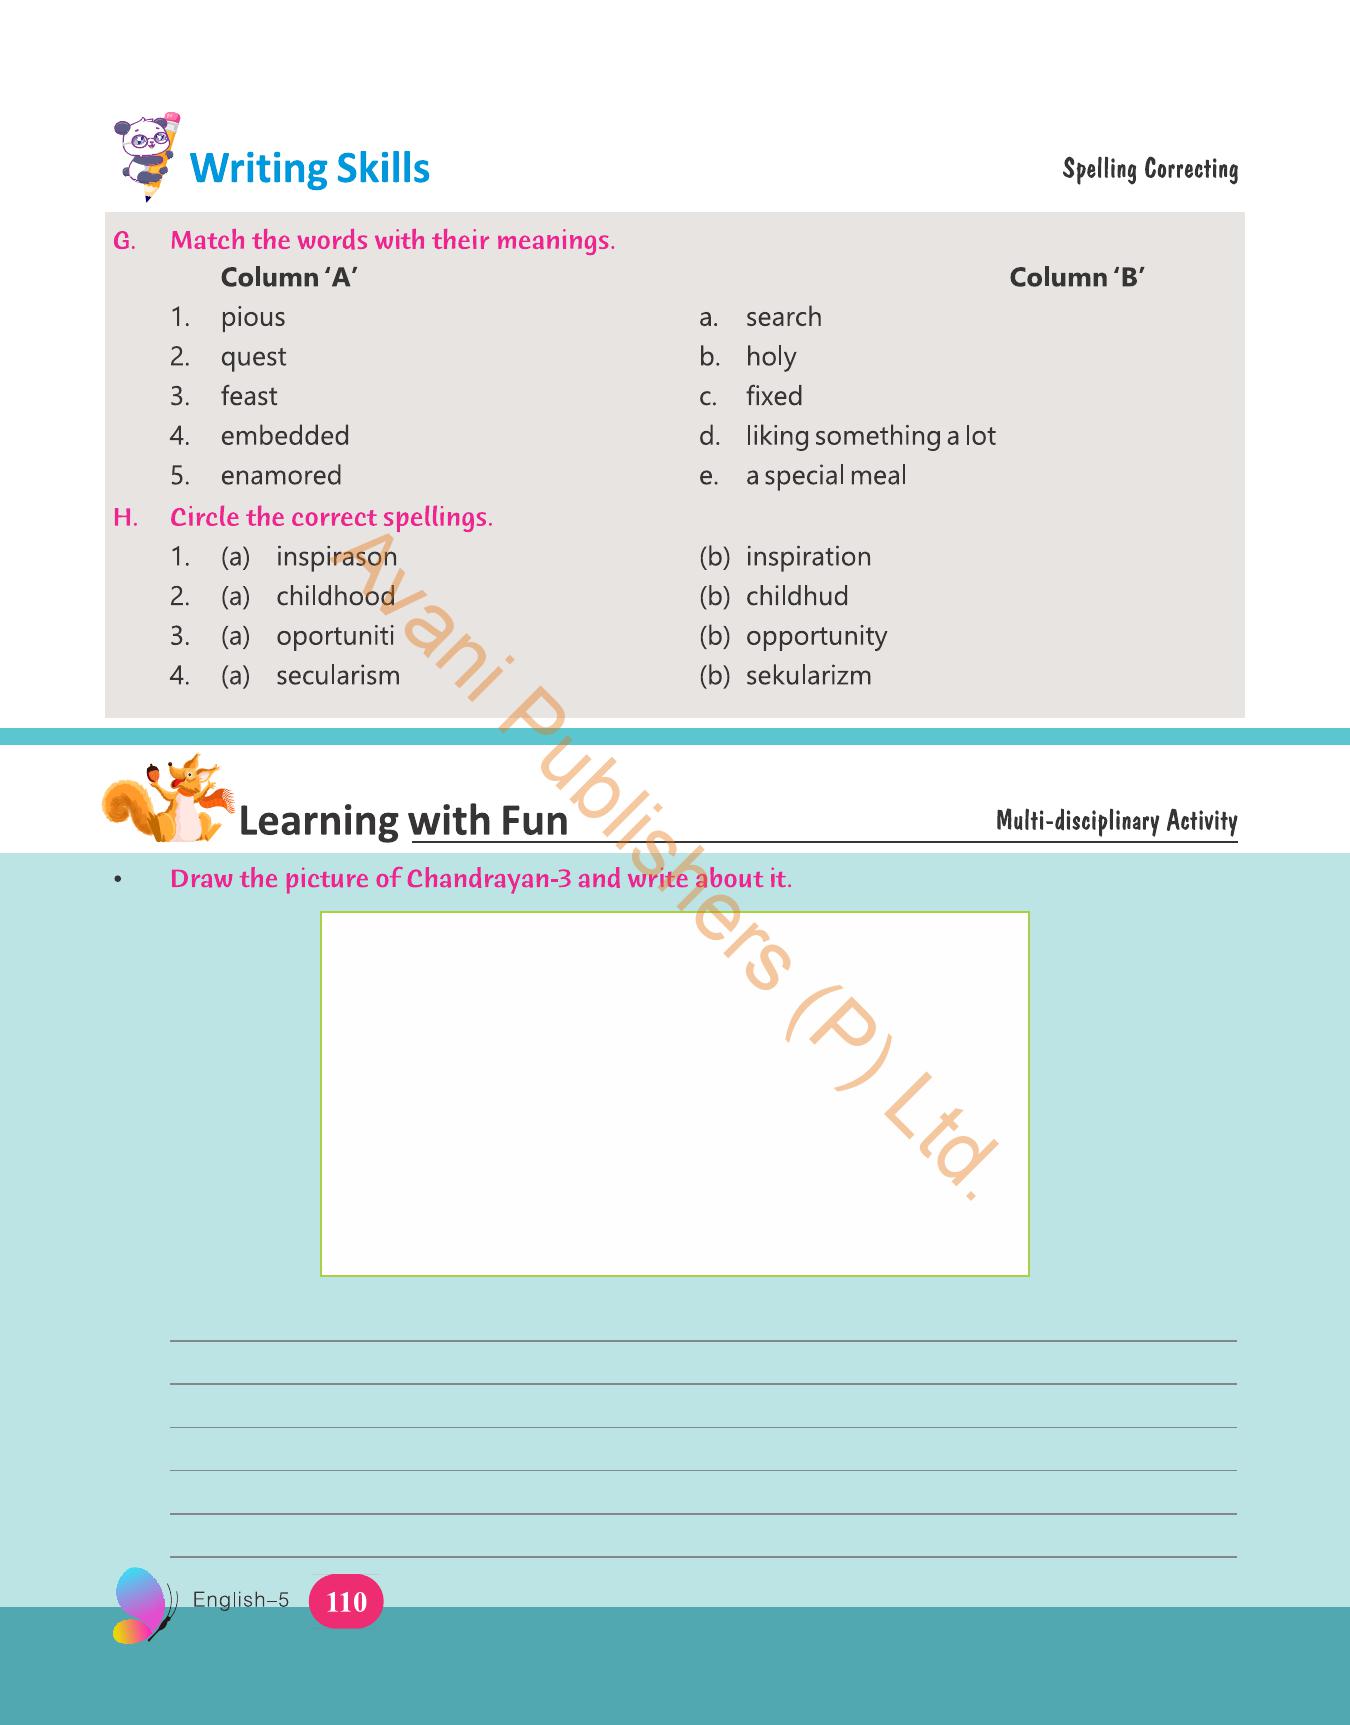 Writing Skills
Spelling Correcting
G. Match the words with their meanings.
Column ‘A’ Column ‘B’
1. pious a. search
2. quest b. holy
3. feast c. fixed
4. embedded d. liking something a lot
5. enamored e. a special meal
H. Circle the correct spellings.
1. (a) inspirason (b) inspiration
2. (a) childhood (b) childhud
3. (a) oportuniti (b) opportunity
4. (a) secularism (b) sekularizm
Avani Publishers (P) Ltd.
Learning with Fun
Multi-disciplinary Activity
• Draw the picture of Chandrayan-3 and write about it.
English–5 110